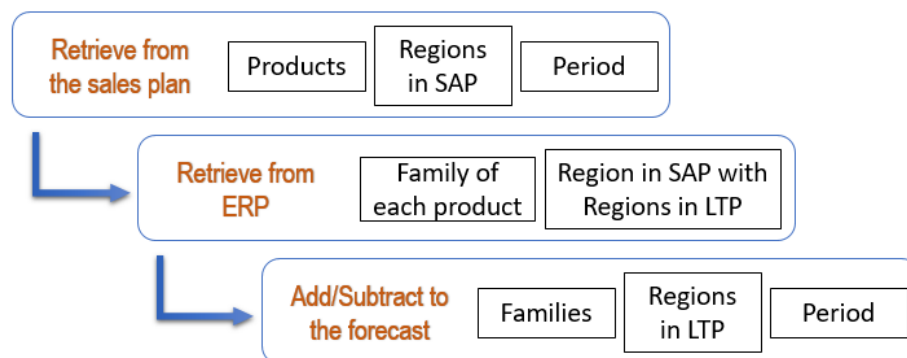 Retrieve from
the sales plan
Products
Regions
in SAP
Period
Retrieve from
ERP
Family of
each product
Region in SAP with
Regions in LTP
Add/Subtract to
the forecast
Families
Regions
in LTP
Period